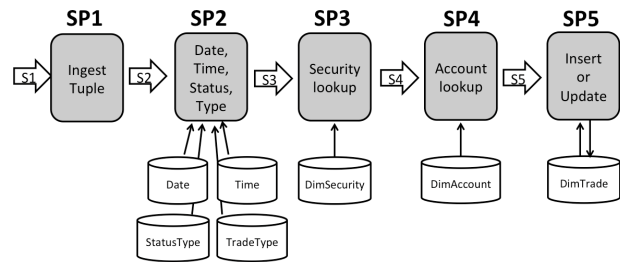 SP1
SP2
SP3
SP4
SP5
S1
Ingest
Tuple
S2
Date,
Time,
Status,
Type
S3
Security
lookup
S4
Account
lookup
S5
Insert
or
Update
Date
Time
DimSecurity
DimAccount
DimTrade
StatusType
TradeType